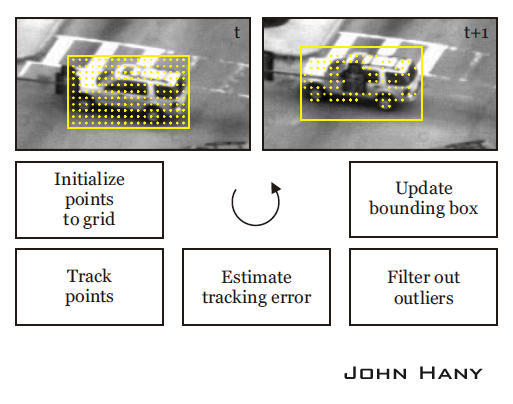 t
t+1
Initialize
points
to grid
Update
bounding box
Track
points
Estimate
tracking error
Filter out
outliers
John Hany